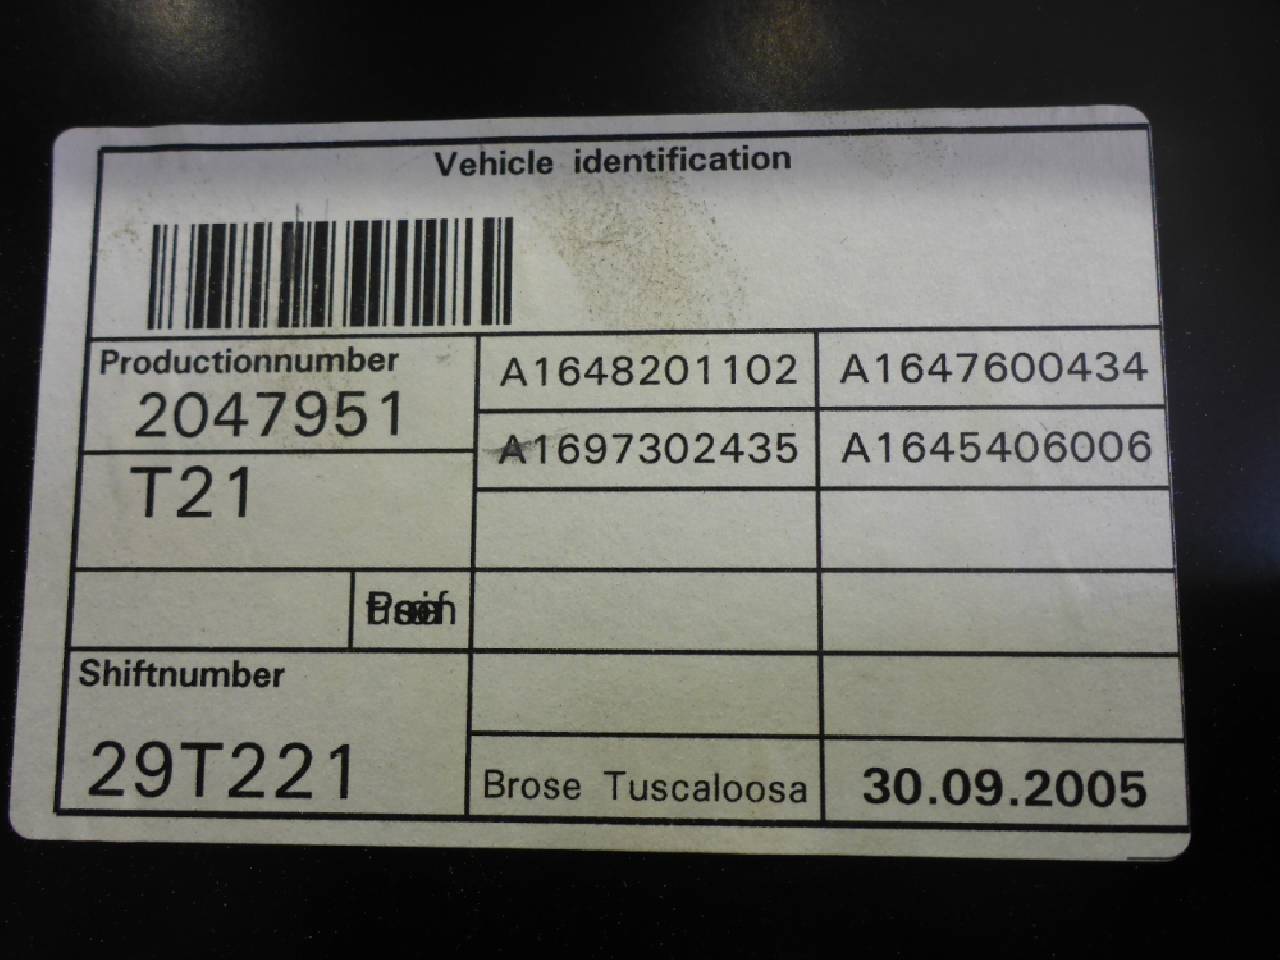 Vehicle identification
Productionnumber
2047951
T21
Shiftnumber
29T221
A1648201102 A1647600434
A1697302435 A1645406006
Brose Tuscaloosa 30.09.2005